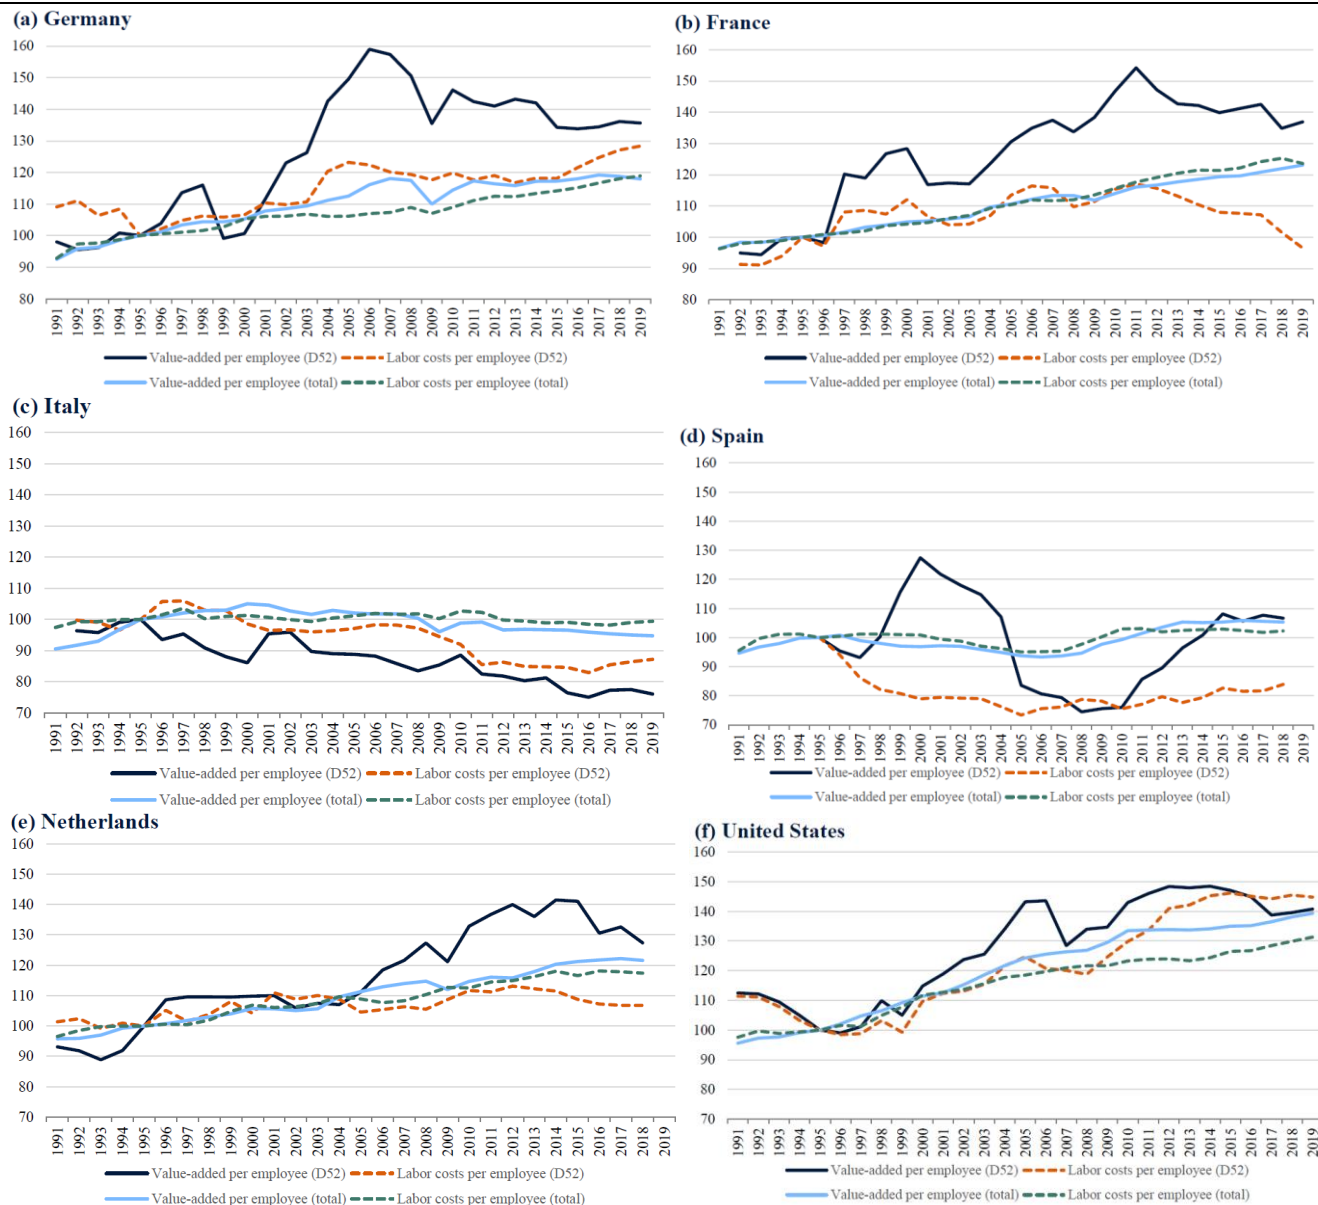 (a) Germany
160
150
140
130
120
110
100
90
80
1991 1992 1993 1994 1995 1996 1997 1998 1999 2000 2001 2002 2003 2004 2005 2006 2007 2008 2009 2010 2011 2012 2013 2014 2015 2016 2017 2018 2019
Value-added per employee (D52) Labor costs per employee (D52)
Value-added per employee (total) Labor costs per employee (total)
(b) France
160
150
140
130
120
110
100
90
80
1991 1992 1993 1994 1995 1996 1997 1998 1999 2000 2001 2002 2003 2004 2005 2006 2007 2008 2009 2010 2011 2012 2013 2014 2015 2016 2017 2018 2019
Value-added per employee (D52) Labor costs per employee (D52)
Value-added per employee (total) Labor costs per employee (total)
(c) Italy
160
150
140
130
120
110
100
90
80
70
1991 1992 1993 1994 1995 1996 1997 1998 1999 2000 2001 2002 2003 2004 2005 2006 2007 2008 2009 2010 2011 2012 2013 2014 2015 2016 2017 2018 2019
Value-added per employee (D52) Labor costs per employee (D52)
Value-added per employee (total) Labor costs per employee (total)
(d) Spain
160
150
140
130
120
110
100
90
80
70
1991 1992 1993 1994 1995 1996 1997 1998 1999 2000 2001 2002 2003 2004 2005 2006 2007 2008 2009 2010 2011 2012 2013 2014 2015 2016 2017 2018 2019
Value-added per employee (D52) Labor costs per employee (D52)
Value-added per employee (total) Labor costs per employee (total)
(e) Netherlands
160
150
140
130
120
110
100
90
80
70
1991 1992 1993 1994 1995 1996 1997 1998 1999 2000 2001 2002 2003 2004 2005 2006 2007 2008 2009 2010 2011 2012 2013 2014 2015 2016 2017 2018 2019
Value-added per employee (D52) Labor costs per employee (D52)
Value-added per employee (total) Labor costs per employee (total)
(f) United States
160
150
140
130
120
110
100
90
80
70
1991 1992 1993 1994 1995 1996 1997 1998 1999 2000 2001 2002 2003 2004 2005 2006 2007 2008 2009 2010 2011 2012 2013 2014 2015 2016 2017 2018 2019
Value-added per employee (D52) Labor costs per employee (D52)
Value-added per employee (total) Labor costs per employee (total)